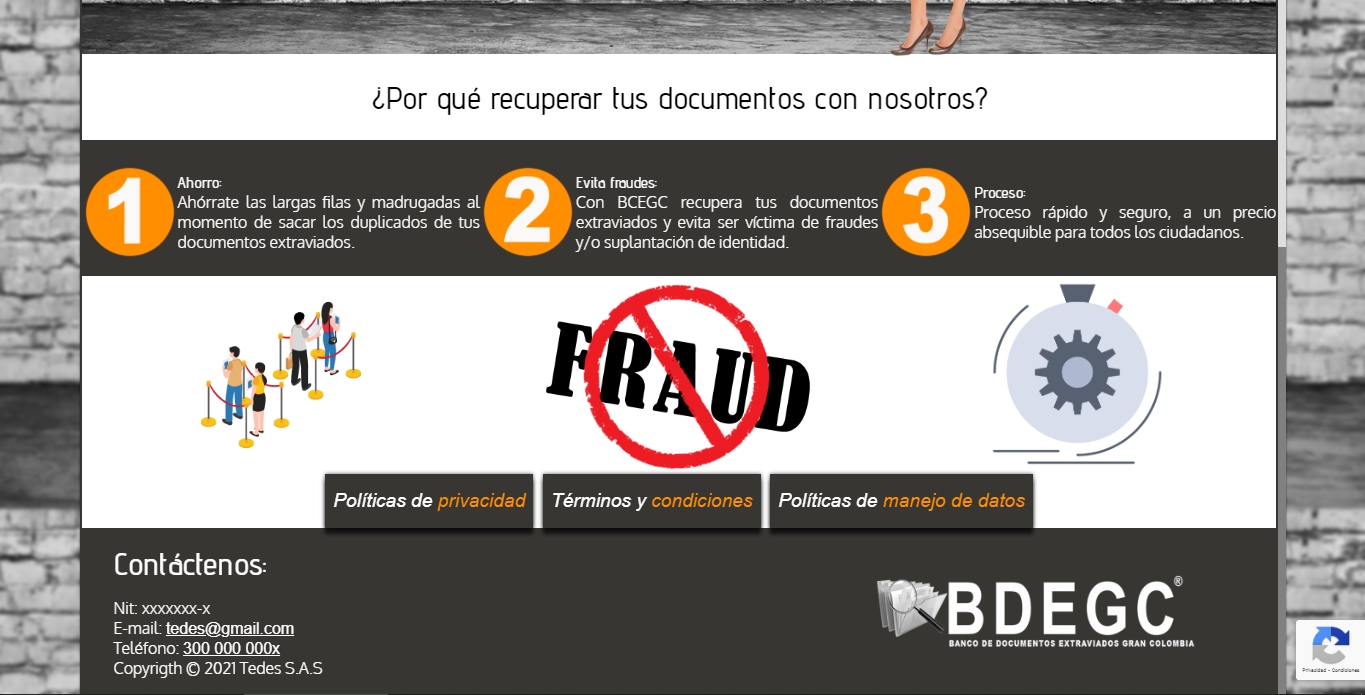 ¿Por qué recuperar tus documentos con nosotros?
1
Ahorro:
Ahórrate las largas filas y madrugadas al
momento de sacar los duplicados de tus
documentos extraviados.
2
Evita fraudes:
Con BCEGC recupera tus documentos
extraviados y evita ser víctima de fraudes
y/o suplantación de identidad.
3
Proceso:
Proceso rápido y seguro, a un precio
absequible para todos los ciudadanos.
FRAUD
Políticas de privacidad
Términos y condiciones
Políticas de manejo de datos
Contáctenos:
Nit: xxxxxxx-x
E-mail: tedes@gmail.com
Teléfono: 300 000 000x
Copyrigth © 2021 Tedes S.A.S
BDEGC®
BANCO DE DOCUMENTOS EXTRAVIADOS GRAN COLOMBIA
Privacidad - Condiciones